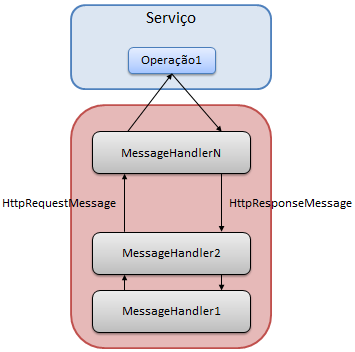 Serviço
Operação1
MessageHandlerN
HttpRequestMessage
HttpResponseMessage
MessageHandler2
MessageHandler1